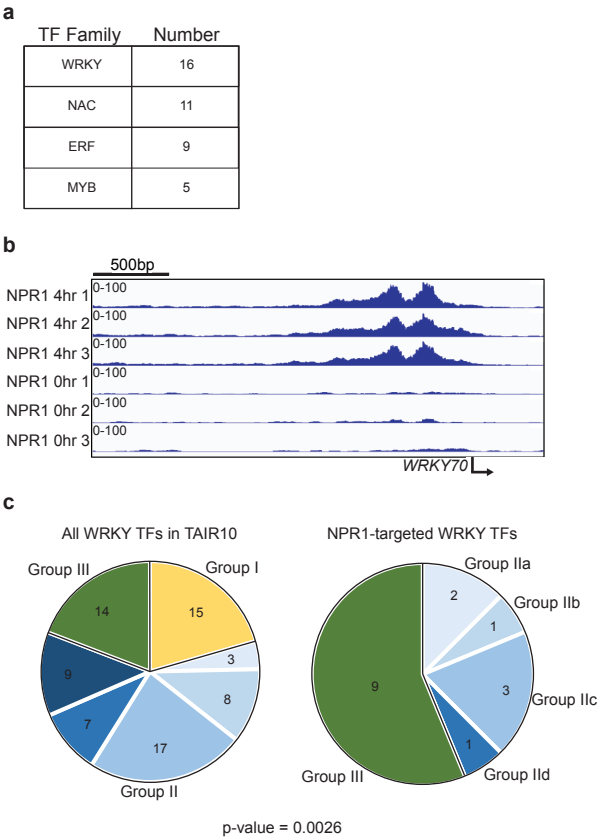 a
TF Family Number
WRKY 16
NAC 11
ERF 9
MYB 5
b
500bp
NPR1 4hr 1 0-100
NPR1 4hr 2 0-100
NPR1 4hr 3 0-100
NPR1 0hr 1 0-100
NPR1 0hr 2 0-100
NPR1 0hr 3 0-100
WRKY70
c
All WRKY TFs in TAIR10
Group III
Group I
14
15
3
9
8
7
17
Group II
NPR1-targeted WRKY TFs
Group IIa
2
Group IIb
1
9
3
Group IIc
1
Group IId
Group III
p-value = 0.0026